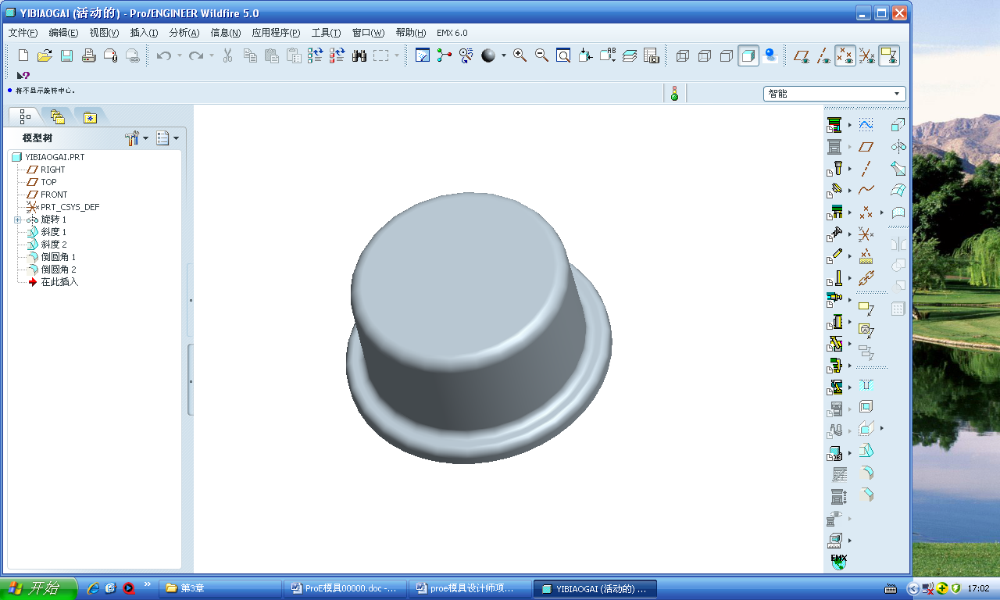 YIBIAOGAI (活动的) - Pro/ENGINEER Wildfire 5.0
文件(F) 编辑(E) 视图(V) 插入(I) 分析(A) 信息(N) 应用程序(P) 工具(T) 窗口(W) 帮助(H) EMX 6.0
将不显示旋转中心。
智能
模型树
YIBIAOGAI.PRT
RIGHT
TOP
FRONT
PRT_CSYS_DEF
旋转 1
斜度 1
斜度 2
倒圆角 1
倒圆角 2
在此插入
EMX
开始
第3章
ProE模具00000.doc -...
proe模具设计师项...
YIBIAOGAI (活动的) ...
17:02